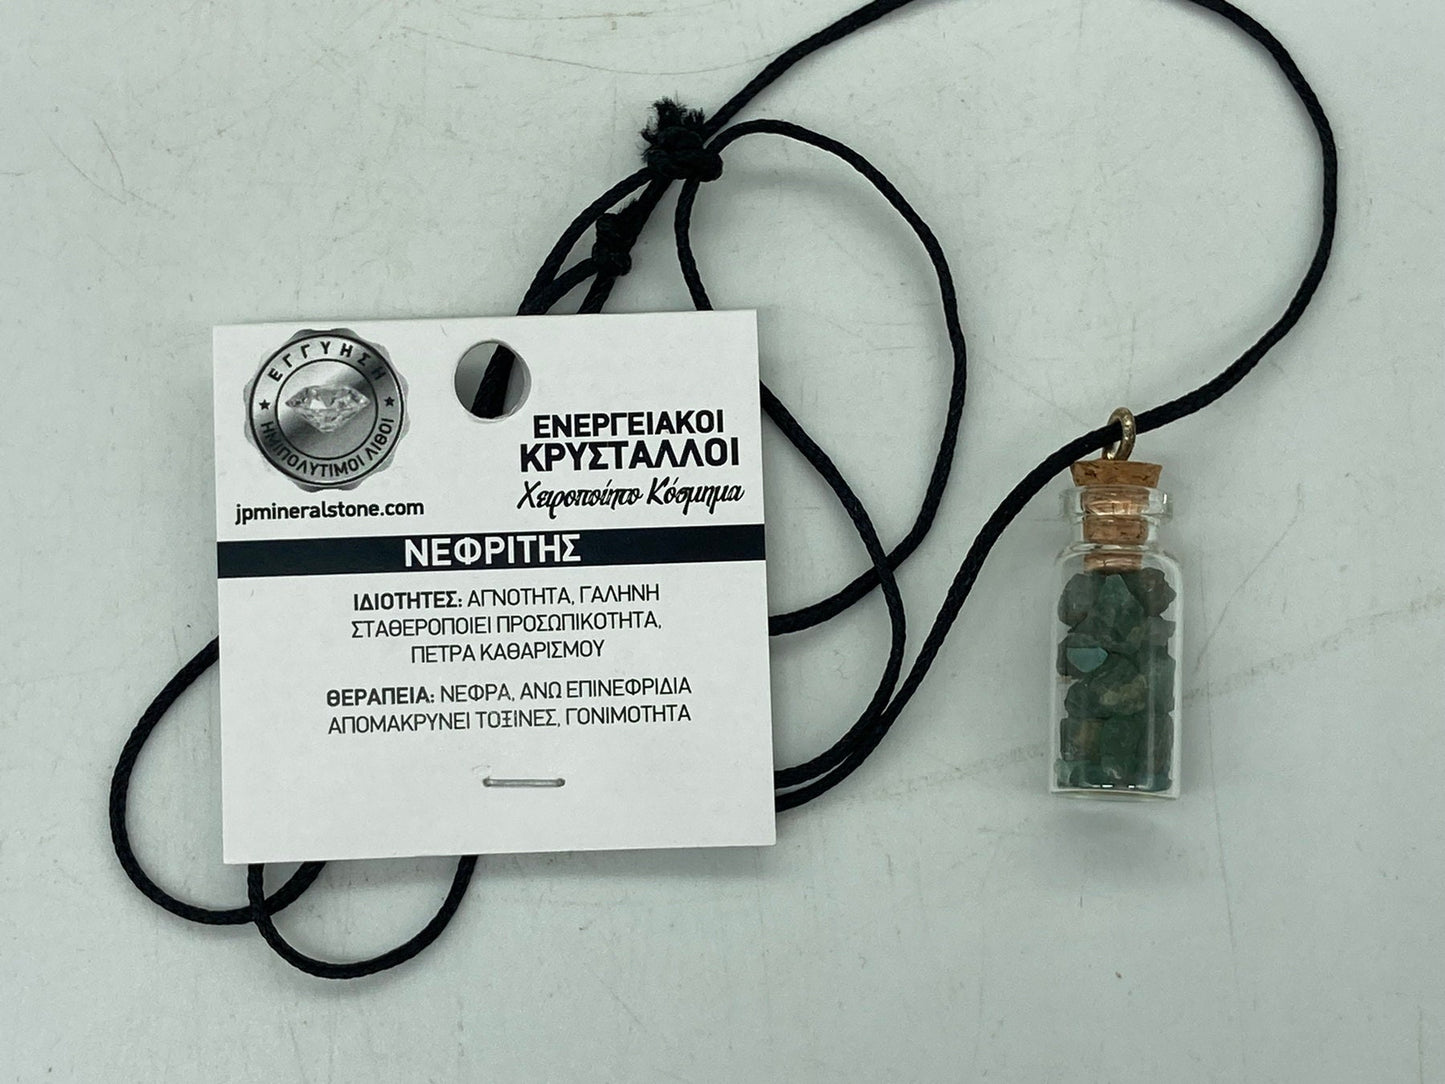 ΕΓΓΥΗΣΗ
ΗΜΙΠΟΛΥΤΙΜΟΙ ΛΙΘΟΙ
jpmineralstone.com
ΕΝΕΡΓΕΙΑΚΟΙ
ΚΡΥΣΤΑΛΛΟΙ
Χειροποίητο Κόσμημα
ΝΕΦΡΙΤΗΣ
ΙΔΙΟΤΗΤΕΣ: ΑΓΝΟΤΗΤΑ, ΓΑΛΗΝΗ
ΣΤΑΘΕΡΟΠΟΙΕΙ ΠΡΟΣΩΠΙΚΟΤΗΤΑ,
ΠΕΤΡΑ ΚΑΘΑΡΙΣΜΟΥ
ΘΕΡΑΠΕΙΑ: ΝΕΦΡΑ, ΑΝΩ ΕΠΙΝΕΦΡΙΔΙΑ
ΑΠΟΜΑΚΡΥΝΕΙ ΤΟΞΙΝΕΣ, ΓΟΝΙΜΟΤΗΤΑ